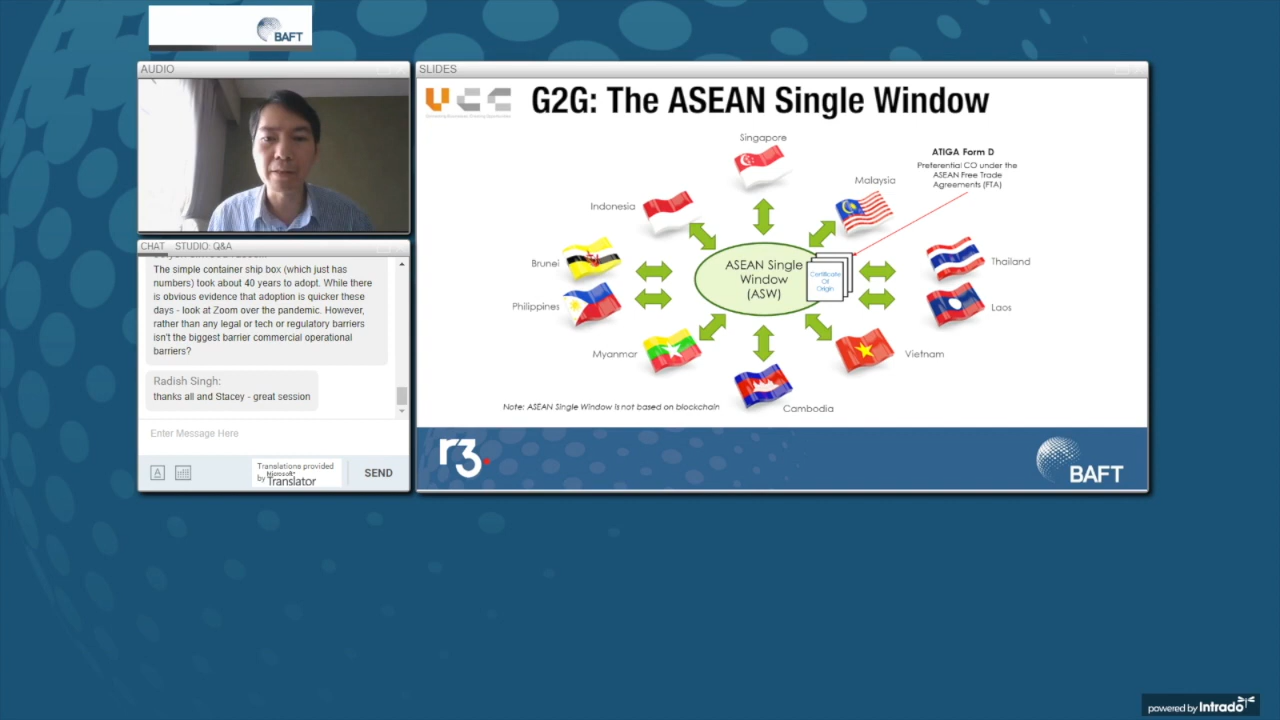 BAFT
AUDIO
CHAT STUDIO: Q&A
The simple container ship box (which just has
numbers) took about 40 years to adopt. While there
is obvious evidence that adoption is quicker these
days - look at Zoom over the pandemic. However,
rather than any legal or tech or regulatory barriers
isn't the biggest barrier commercial operational
barriers?
Radish Singh:
thanks all and Stacey - great session
Enter Message Here
Translations provided
by Microsoft
Translator
SEND
SLIDES
VCC
G2G: The ASEAN Single Window
Singapore
ATIGA Form D
Preferential CO under the
ASEAN Free Trade
Agreements (FTA)
Malaysia
Indonesia
Brunei
ASEAN Single
Window
(ASW)
Certificate
Of
Origin
Thailand
Philippines
Laos
Myanmar
Vietnam
Cambodia
Note: ASEAN Single Window is not based on blockchain
r3.
BAFT
powered by Intrado